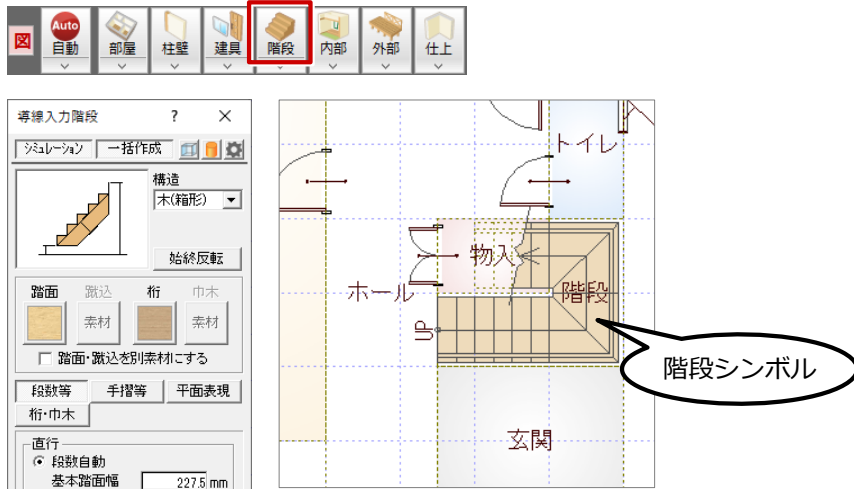 図 Auto 自動 部屋 柱壁 建具 階段 内部 外部 仕上
導線入力階段 ? ×
ｼﾐｭﾚｰｼｮﾝ 一括作成
構造
木(箱形)
始終反転
踏面 蹴込 桁 巾木
素材 素材
踏面・蹴込を別素材にする
段数等 手摺等 平面表現
桁・巾木
直行
段数自動
基本踏面幅 227.5 mm
トイレ
物入
ホール
階段
UP
玄関
階段シンボル